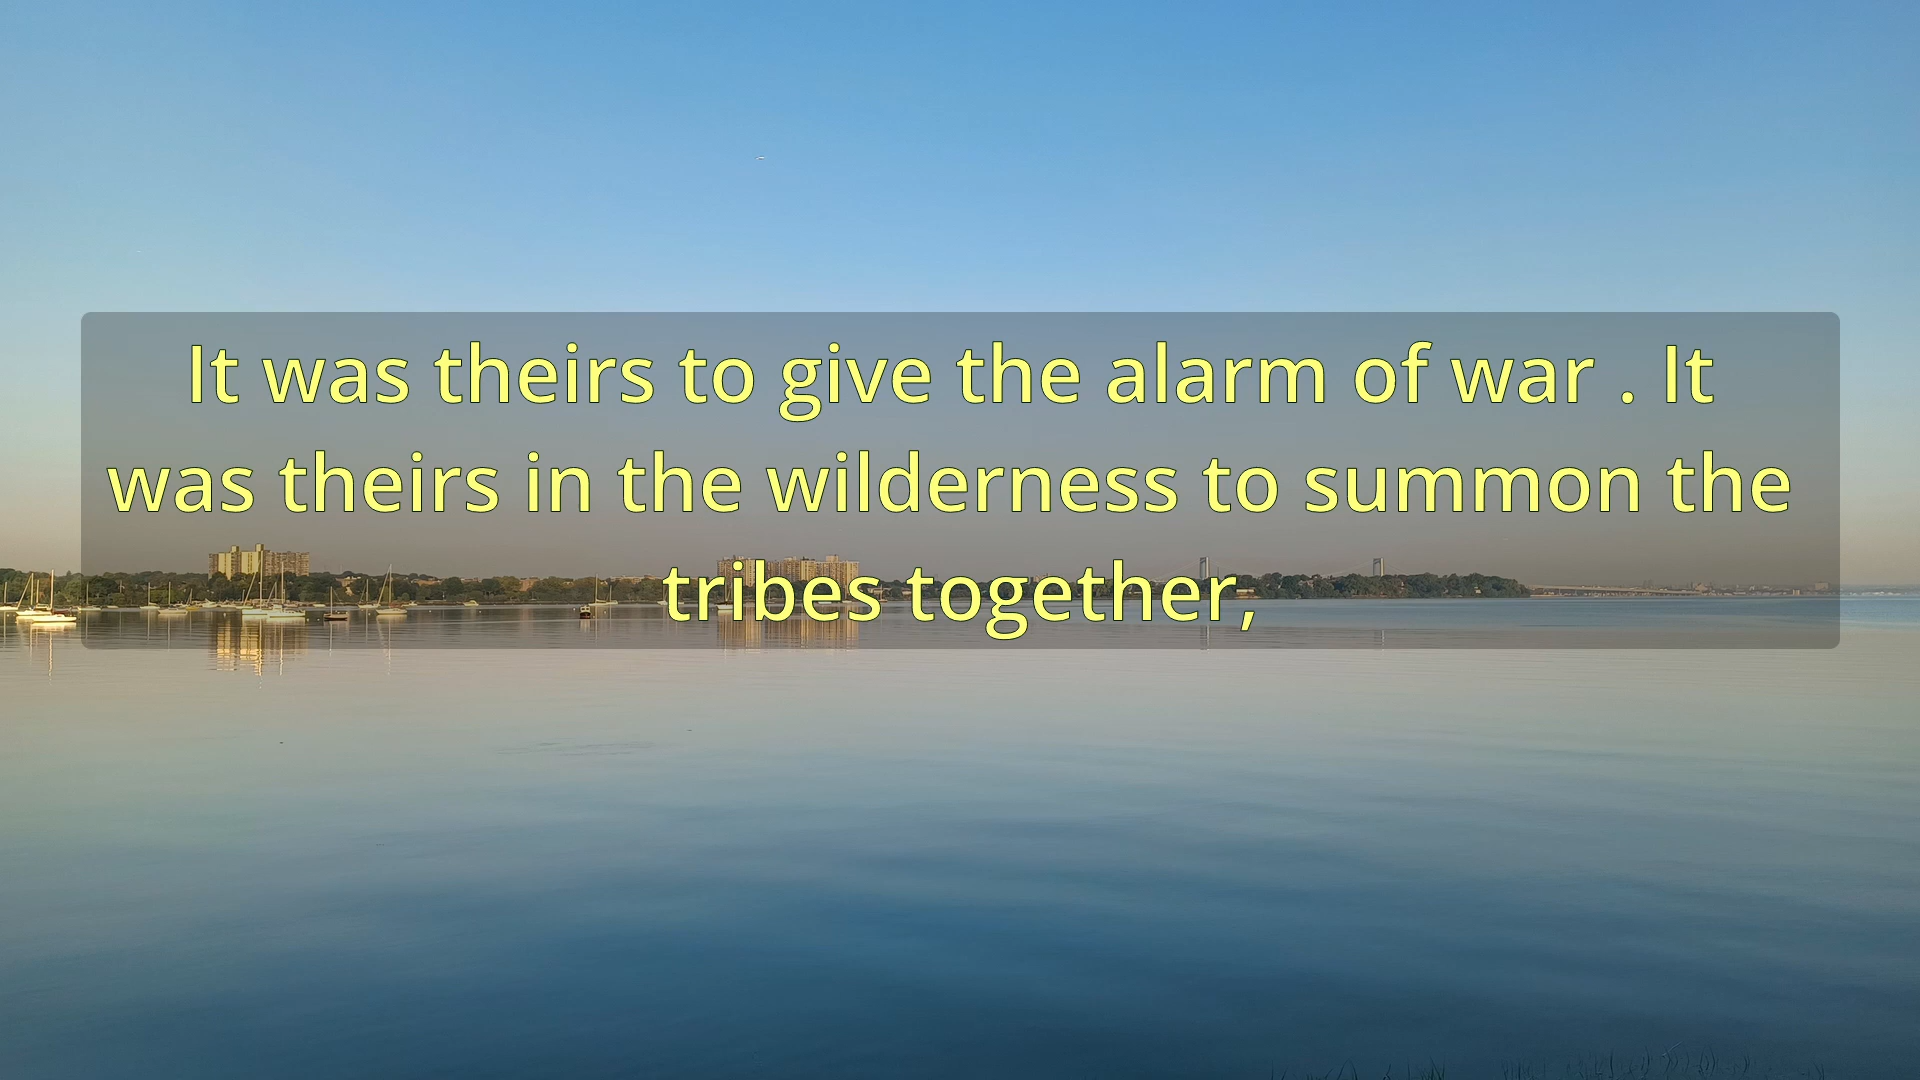 It was theirs to give the alarm of war . It
was theirs in the wilderness to summon the
tribes together,